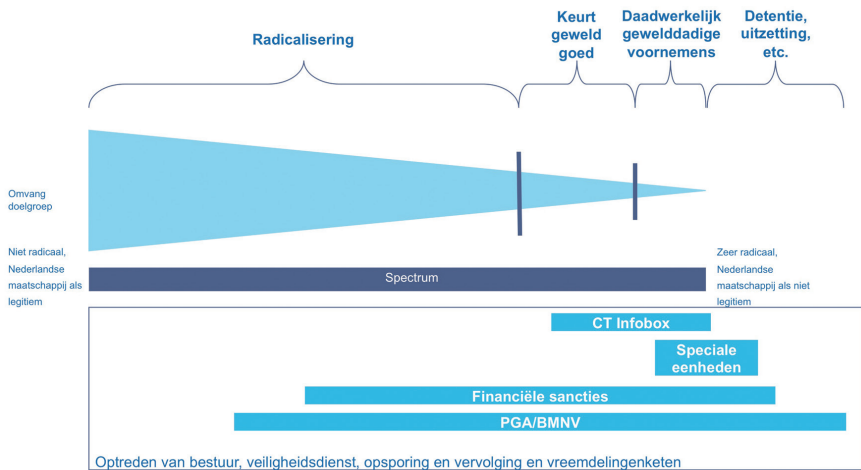 Radicalisering
Keurt
geweld
goed
Daadwerkelijk
gewelddadige
voornemens
Detentie,
uitzetting,
etc.
Omvang
doelgroep
Niet radicaal,
Nederlandse
maatschappij als
legitiem
Spectrum
Zeer radicaal,
Nederlandse
maatschappij als niet
legitiem
CT Infobox
Speciale
eenheden
Financiële sancties
PGA/BMNV
Optreden van bestuur, veiligheidsdienst, opsporing en vervolging en vreemdelingenketen